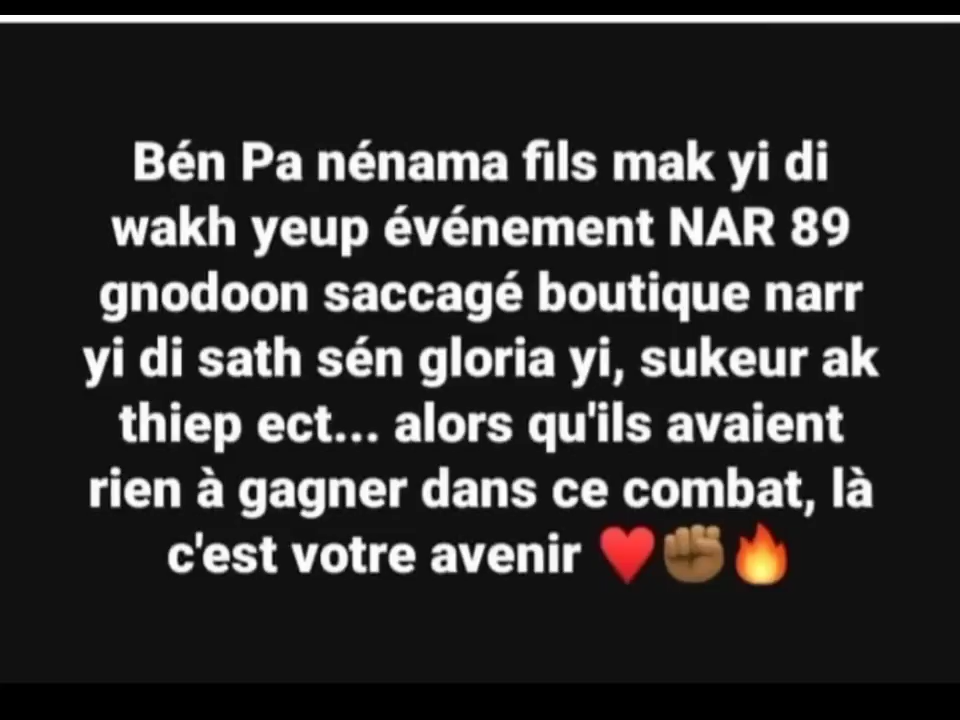 Bén Pa nénama fils mak yi di
wakh yeup événement NAR 89
gnodoon saccagé boutique narr
yi di sath sén gloria yi, sukeur ak
thiep ect... alors qu'ils avaient
rien à gagner dans ce combat, là
c'est votre avenir ❤️✊🏾🔥